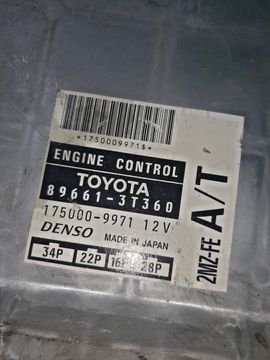 *1750009971$*
ENGINE CONTROL
TOYOTA
89661-3T360
175000-9971 12V
DENSO MADE IN JAPAN
34P 22P 16P 28P
2MZ-FE A/T